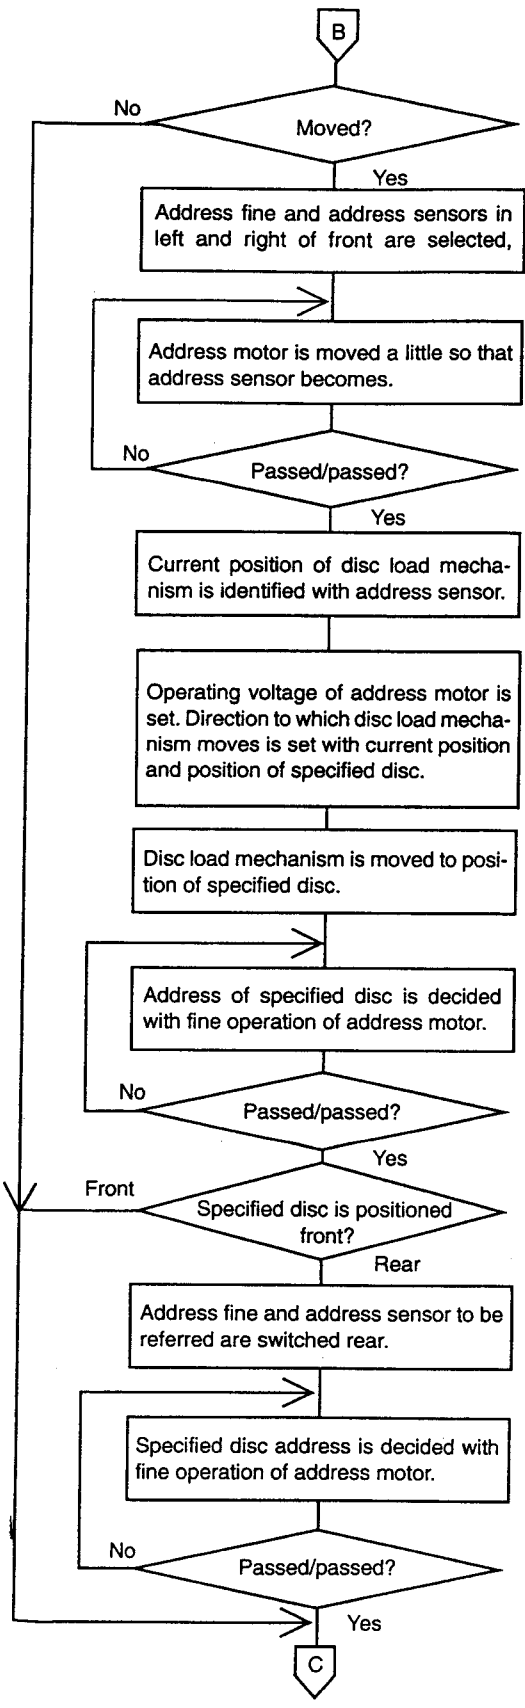 B
No
Moved?
Yes
Address fine and address sensors in
left and right of front are selected,
Address motor is moved a little so that
address sensor becomes.
No
Passed/passed?
Yes
Current position of disc load mecha-
nism is identified with address sensor.
Operating voltage of address motor is
set. Direction to which disc load mecha-
nism moves is set with current position
and position of specified disc.
Disc load mechanism is moved to posi-
tion of specified disc.
Address of specified disc is decided
with fine operation of address motor.
No
Passed/passed?
Yes
Front
Specified disc is positioned
front?
Rear
Address fine and address sensor to be
referred are switched rear.
Specified disc address is decided with
fine operation of address motor.
No
Passed/passed?
Yes
C